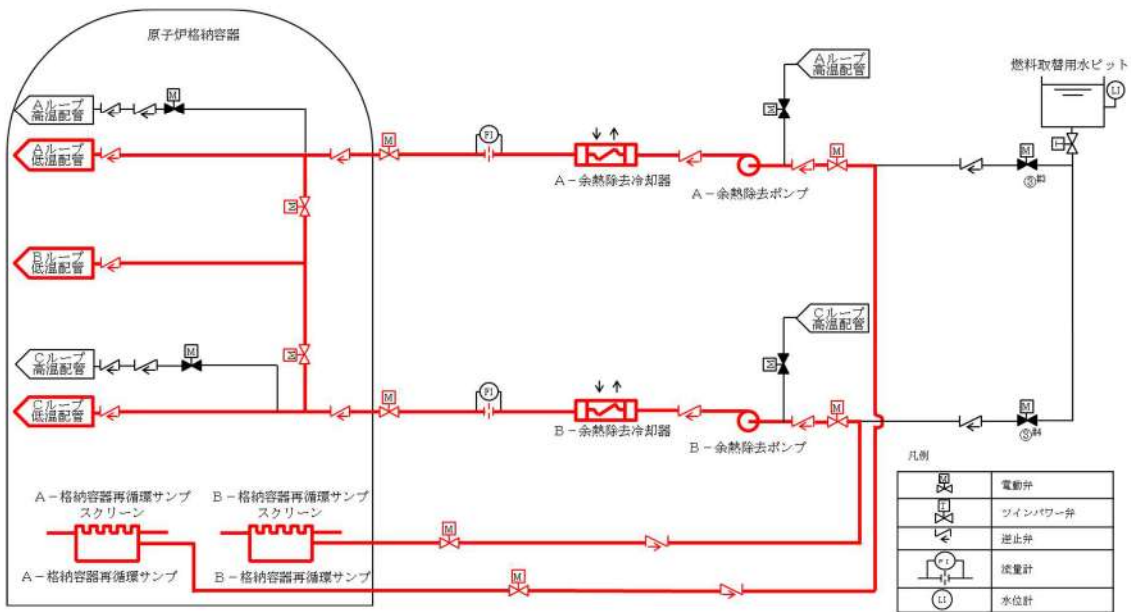 原子炉格納容器
Aループ
高温配管
M
Aループ
低温配管
M
Bループ
低温配管
M
Cループ
高温配管
M
Cループ
低温配管
M
FI
A-余熱除去冷却器
A-余熱除去ポンプ
M
Aループ
高温配管
M
燃料取替用水ピット
LI
T
M
M
FI
B-余熱除去冷却器
B-余熱除去ポンプ
M
Cループ
高温配管
M
M
A-格納容器再循環サンプ
スクリーン
B-格納容器再循環サンプ
スクリーン
A-格納容器再循環サンプ
B-格納容器再循環サンプ
M
M
凡例
M
電動弁
T
ツインパワー弁
逆止弁
FI
流量計
LI
水位計